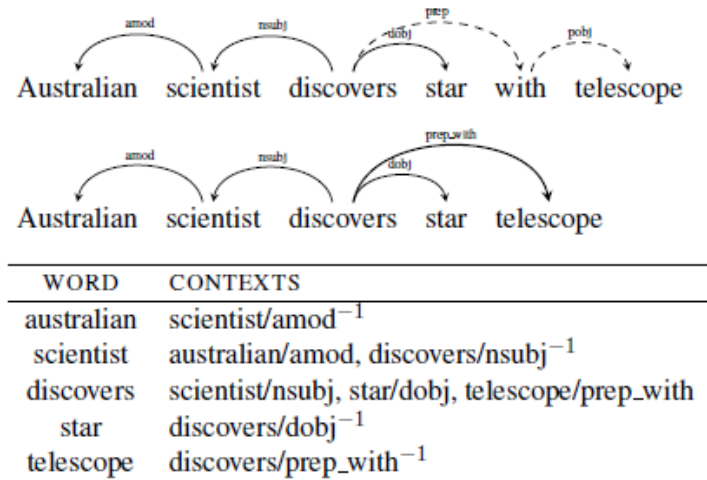 prep
amod nsubj dobj pobj
Australian scientist discovers star with telescope
prep_with
amod nsubj dobj
Australian scientist discovers star telescope
WORD CONTEXTS
australian scientist/amod⁻¹
scientist australian/amod, discovers/nsubj⁻¹
discovers scientist/nsubj, star/dobj, telescope/prep_with
star discovers/dobj⁻¹
telescope discovers/prep_with⁻¹